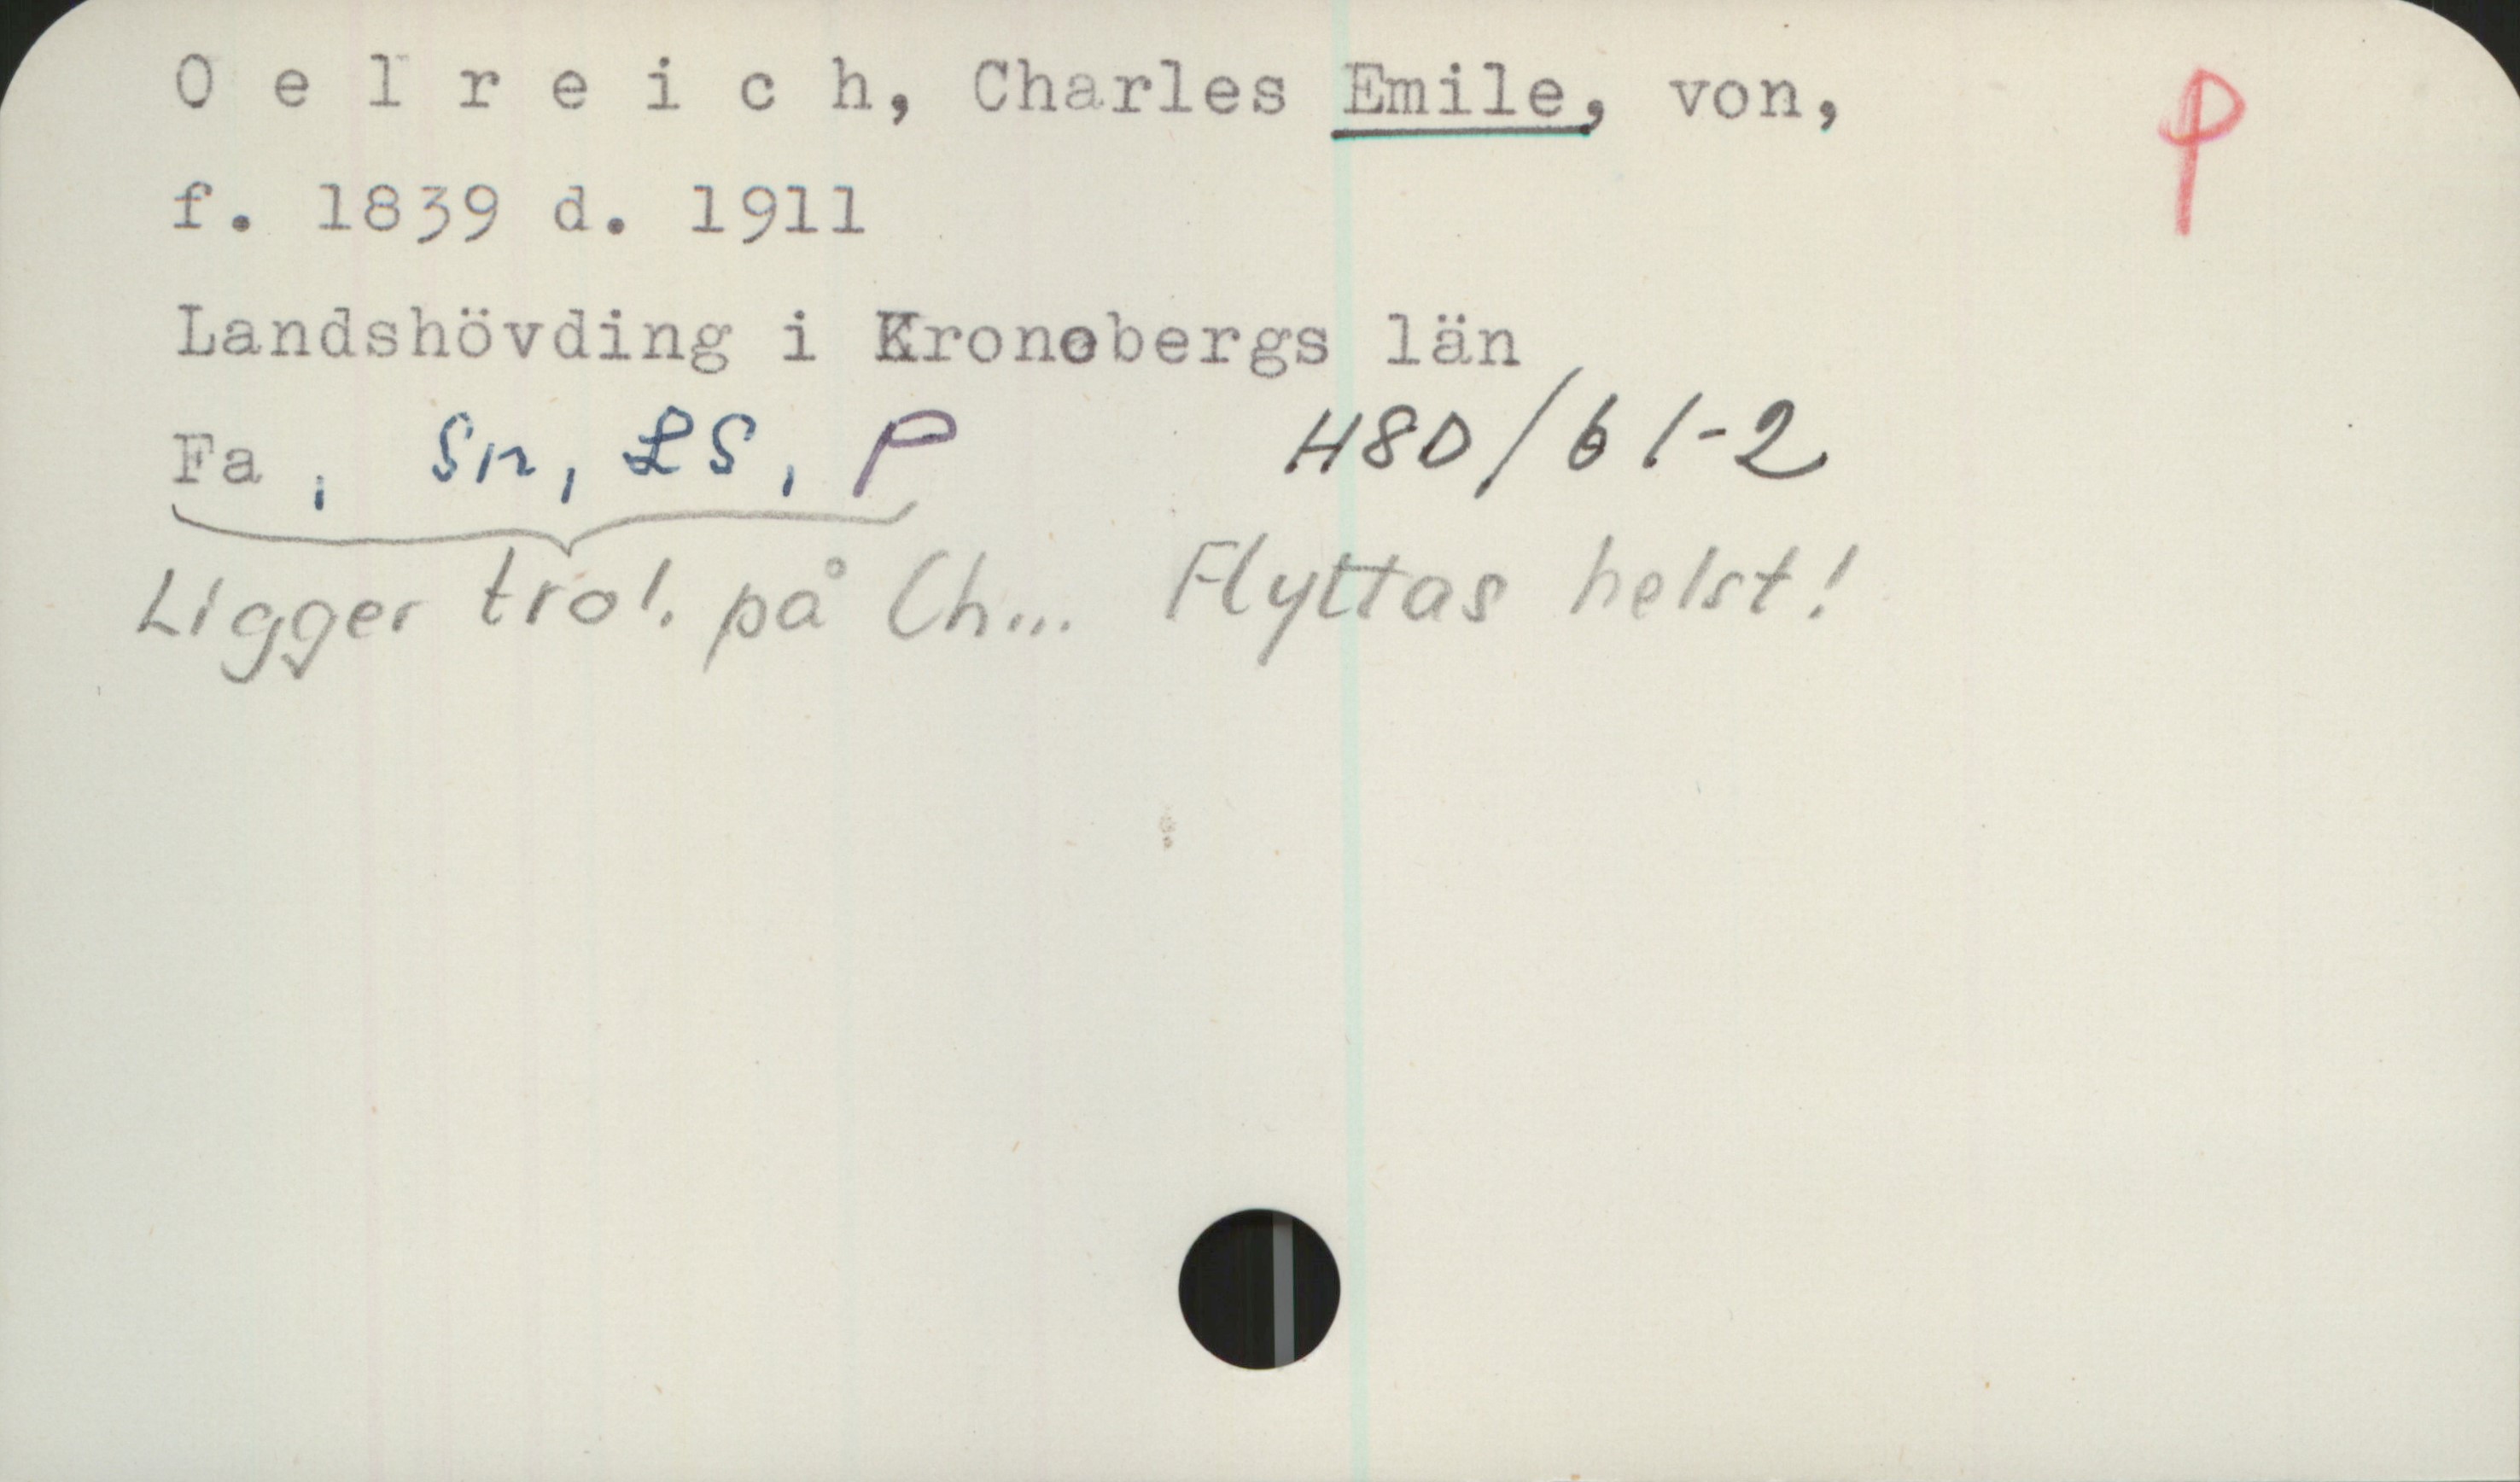 O e l r e i c h, Charles Emile, von, P
f. 1839 d. 1911
Landshövding i Kronobergs län
Fa, Sn, LS, P 480/61-2
Ligger trol. på Ch... Flyttas helst!